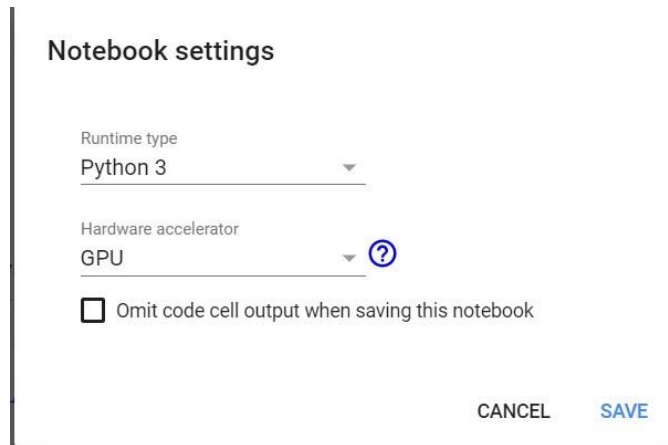 Notebook settings
Runtime type
Python 3
Hardware accelerator
GPU
Omit code cell output when saving this notebook
CANCEL SAVE